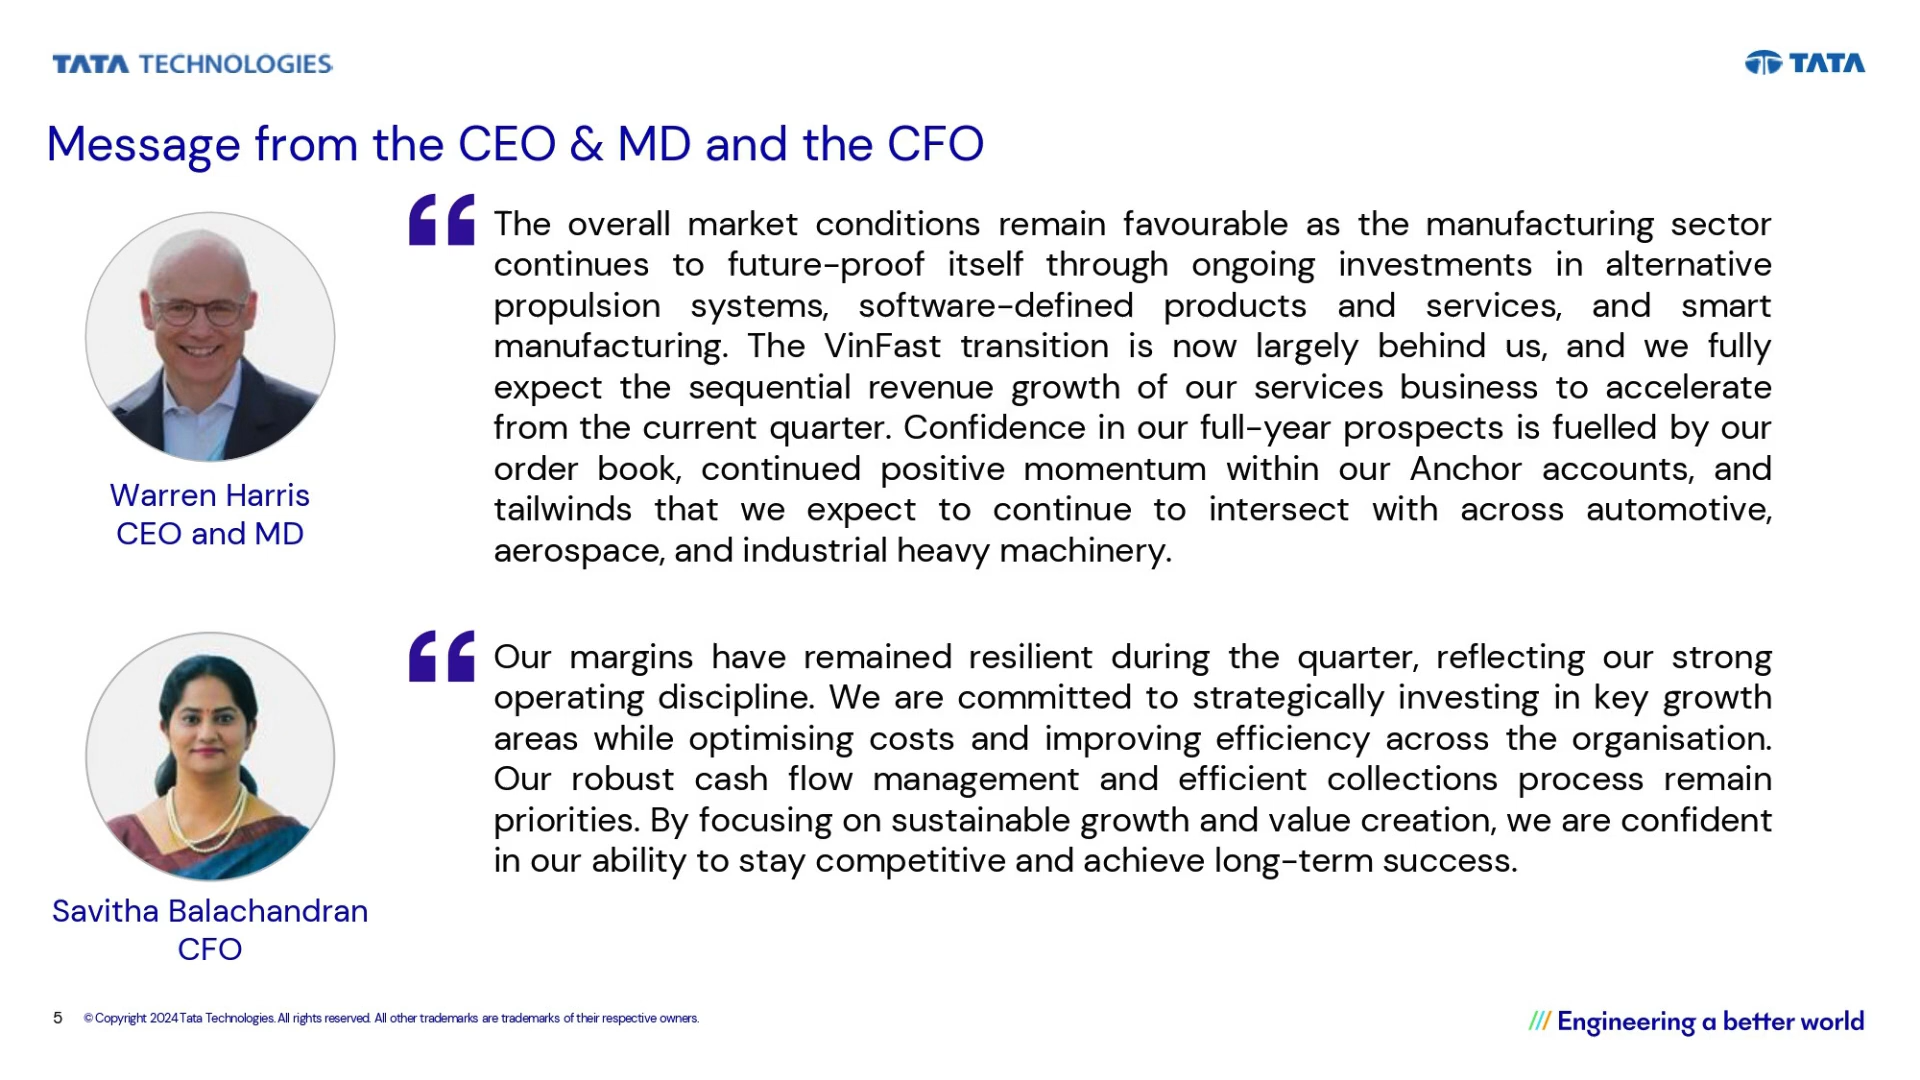 TATA TECHNOLOGIES
TATA
Message from the CEO & MD and the CFO
The overall market conditions remain favourable as the manufacturing sector
continues to future-proof itself through ongoing investments in alternative
propulsion systems, software-defined products and services, and smart
manufacturing. The VinFast transition is now largely behind us, and we fully
expect the sequential revenue growth of our services business to accelerate
from the current quarter. Confidence in our full-year prospects is fuelled by our
order book, continued positive momentum within our Anchor accounts, and
tailwinds that we expect to continue to intersect with across automotive,
aerospace, and industrial heavy machinery.
Warren Harris
CEO and MD
Our margins have remained resilient during the quarter, reflecting our strong
operating discipline. We are committed to strategically investing in key growth
areas while optimising costs and improving efficiency across the organisation.
Our robust cash flow management and efficient collections process remain
priorities. By focusing on sustainable growth and value creation, we are confident
in our ability to stay competitive and achieve long-term success.
Savitha Balachandran
CFO
5 © Copyright 2024 Tata Technologies. All rights reserved. All other trademarks are trademarks of their respective owners.
/// Engineering a better world